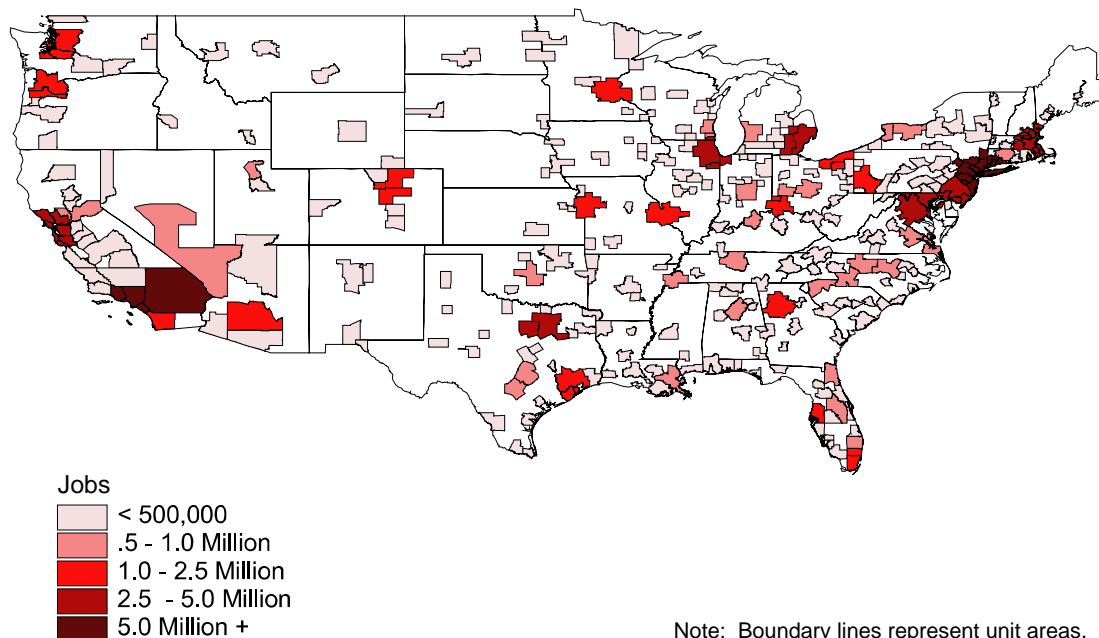 Jobs
< 500,000
.5 - 1.0 Million
1.0 - 2.5 Million
2.5 - 5.0 Million
5.0 Million +
Note: Boundary lines represent unit areas.